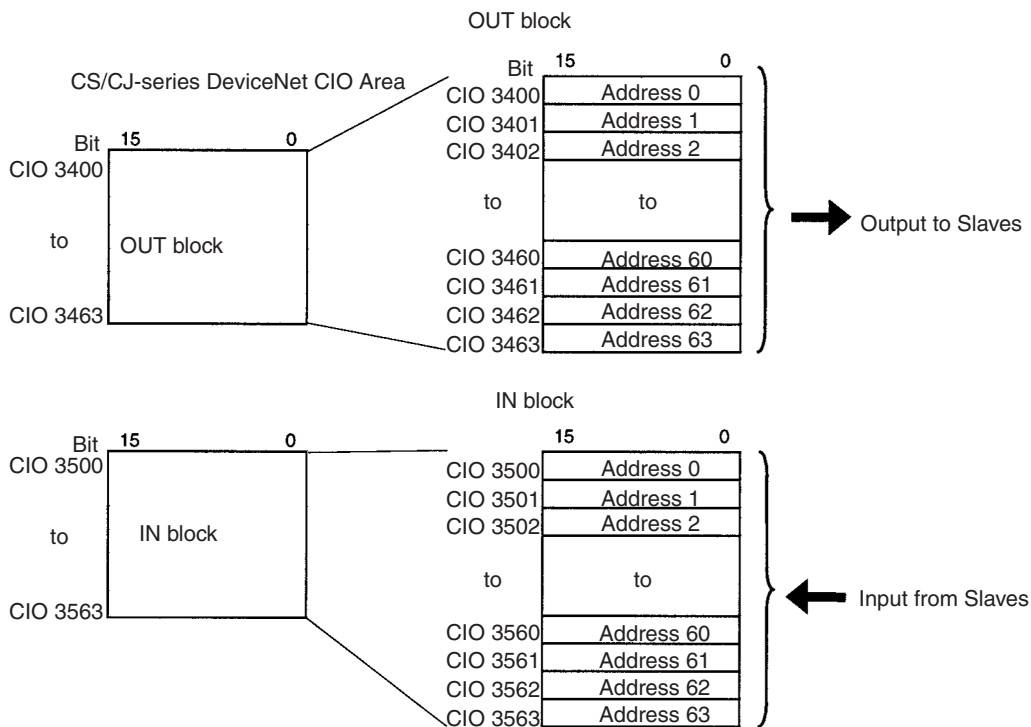 OUT block
CS/CJ-series DeviceNet CIO Area
Bit 15 0
CIO 3400
to
OUT block
CIO 3463
Bit 15 0
CIO 3400 Address 0
CIO 3401 Address 1
CIO 3402 Address 2
to to
CIO 3460 Address 60
CIO 3461 Address 61
CIO 3462 Address 62
CIO 3463 Address 63
Output to Slaves
IN block
Bit 15 0
CIO 3500
to
IN block
CIO 3563
15 0
CIO 3500 Address 0
CIO 3501 Address 1
CIO 3502 Address 2
to to
CIO 3560 Address 60
CIO 3561 Address 61
CIO 3562 Address 62
CIO 3563 Address 63
Input from Slaves